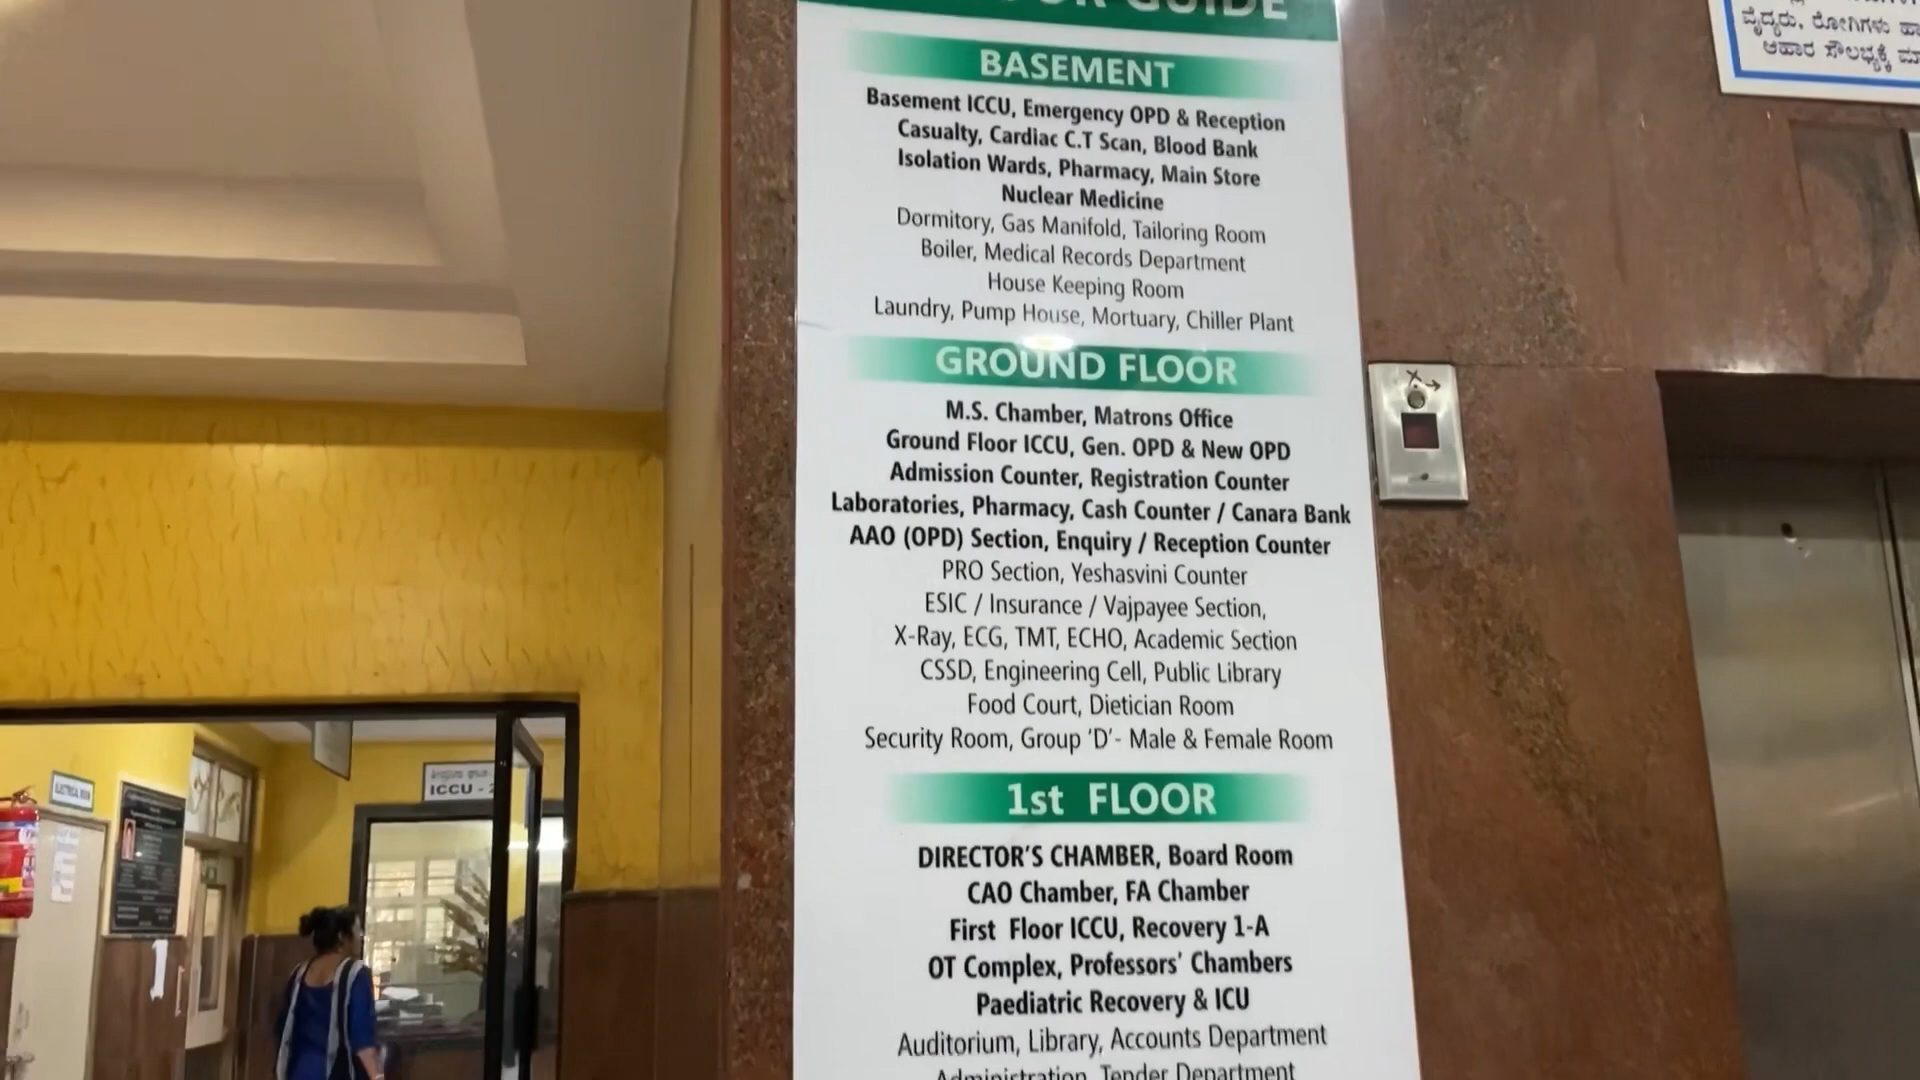 GUIDE
BASEMENT
Basement ICCU, Emergency OPD & Reception
Casualty, Cardiac C.T Scan, Blood Bank
Isolation Wards, Pharmacy, Main Store
Nuclear Medicine
Dormitory, Gas Manifold, Tailoring Room
Boiler, Medical Records Department
House Keeping Room
Laundry, Pump House, Mortuary, Chiller Plant
GROUND FLOOR
M.S. Chamber, Matrons Office
Ground Floor ICCU, Gen. OPD & New OPD
Admission Counter, Registration Counter
Laboratories, Pharmacy, Cash Counter / Canara Bank
AAO (OPD) Section, Enquiry / Reception Counter
PRO Section, Yeshasvini Counter
ESIC / Insurance / Vajpayee Section,
X-Ray, ECG, TMT, ECHO, Academic Section
CSSD, Engineering Cell, Public Library
Food Court, Dietician Room
Security Room, Group ‘D’- Male & Female Room
1st FLOOR
DIRECTOR’S CHAMBER, Board Room
CAO Chamber, FA Chamber
First Floor ICCU, Recovery 1-A
OT Complex, Professors’ Chambers
Paediatric Recovery & ICU
Auditorium, Library, Accounts Department
Administration, Tender Department
ವೈದ್ಯರು, ರೋಗಿಗಳು
ಆಹಾರ ಸೌಲಭ್ಯಕ್ಕೆ
ELECTRICAL ROOM
ICCU -